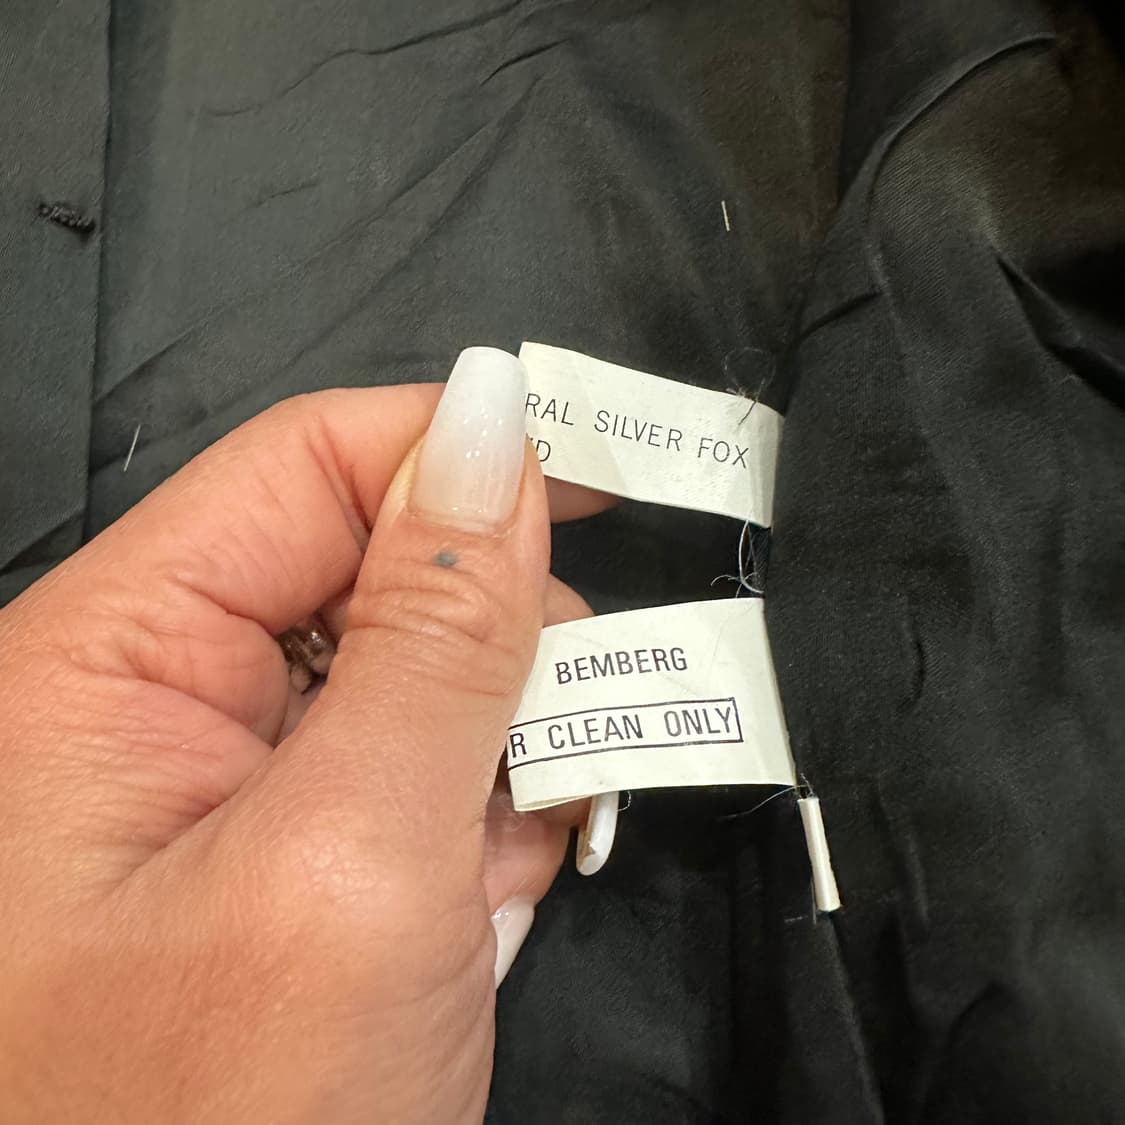 RAL SILVER FOX
D
BEMBERG
R CLEAN ONLY